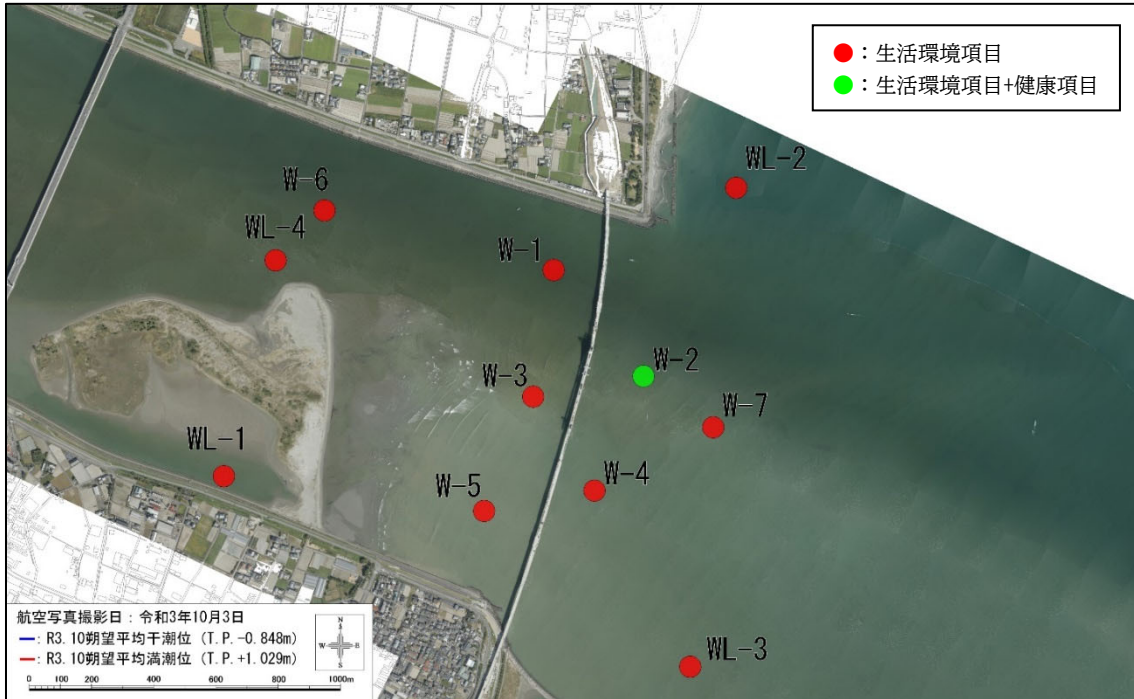 ●：生活環境項目
●：生活環境項目+健康項目
WL-2
W-6
WL-4
W-1
W-2
W-3
W-7
WL-1
W-5
W-4
WL-3
航空写真撮影日：令和3年10月3日
―：R3.10朔望平均干潮位（T.P.-0.848m）
―：R3.10朔望平均満潮位（T.P.+1.029m）
N
W E
S
0 200 400 600 800 1000m